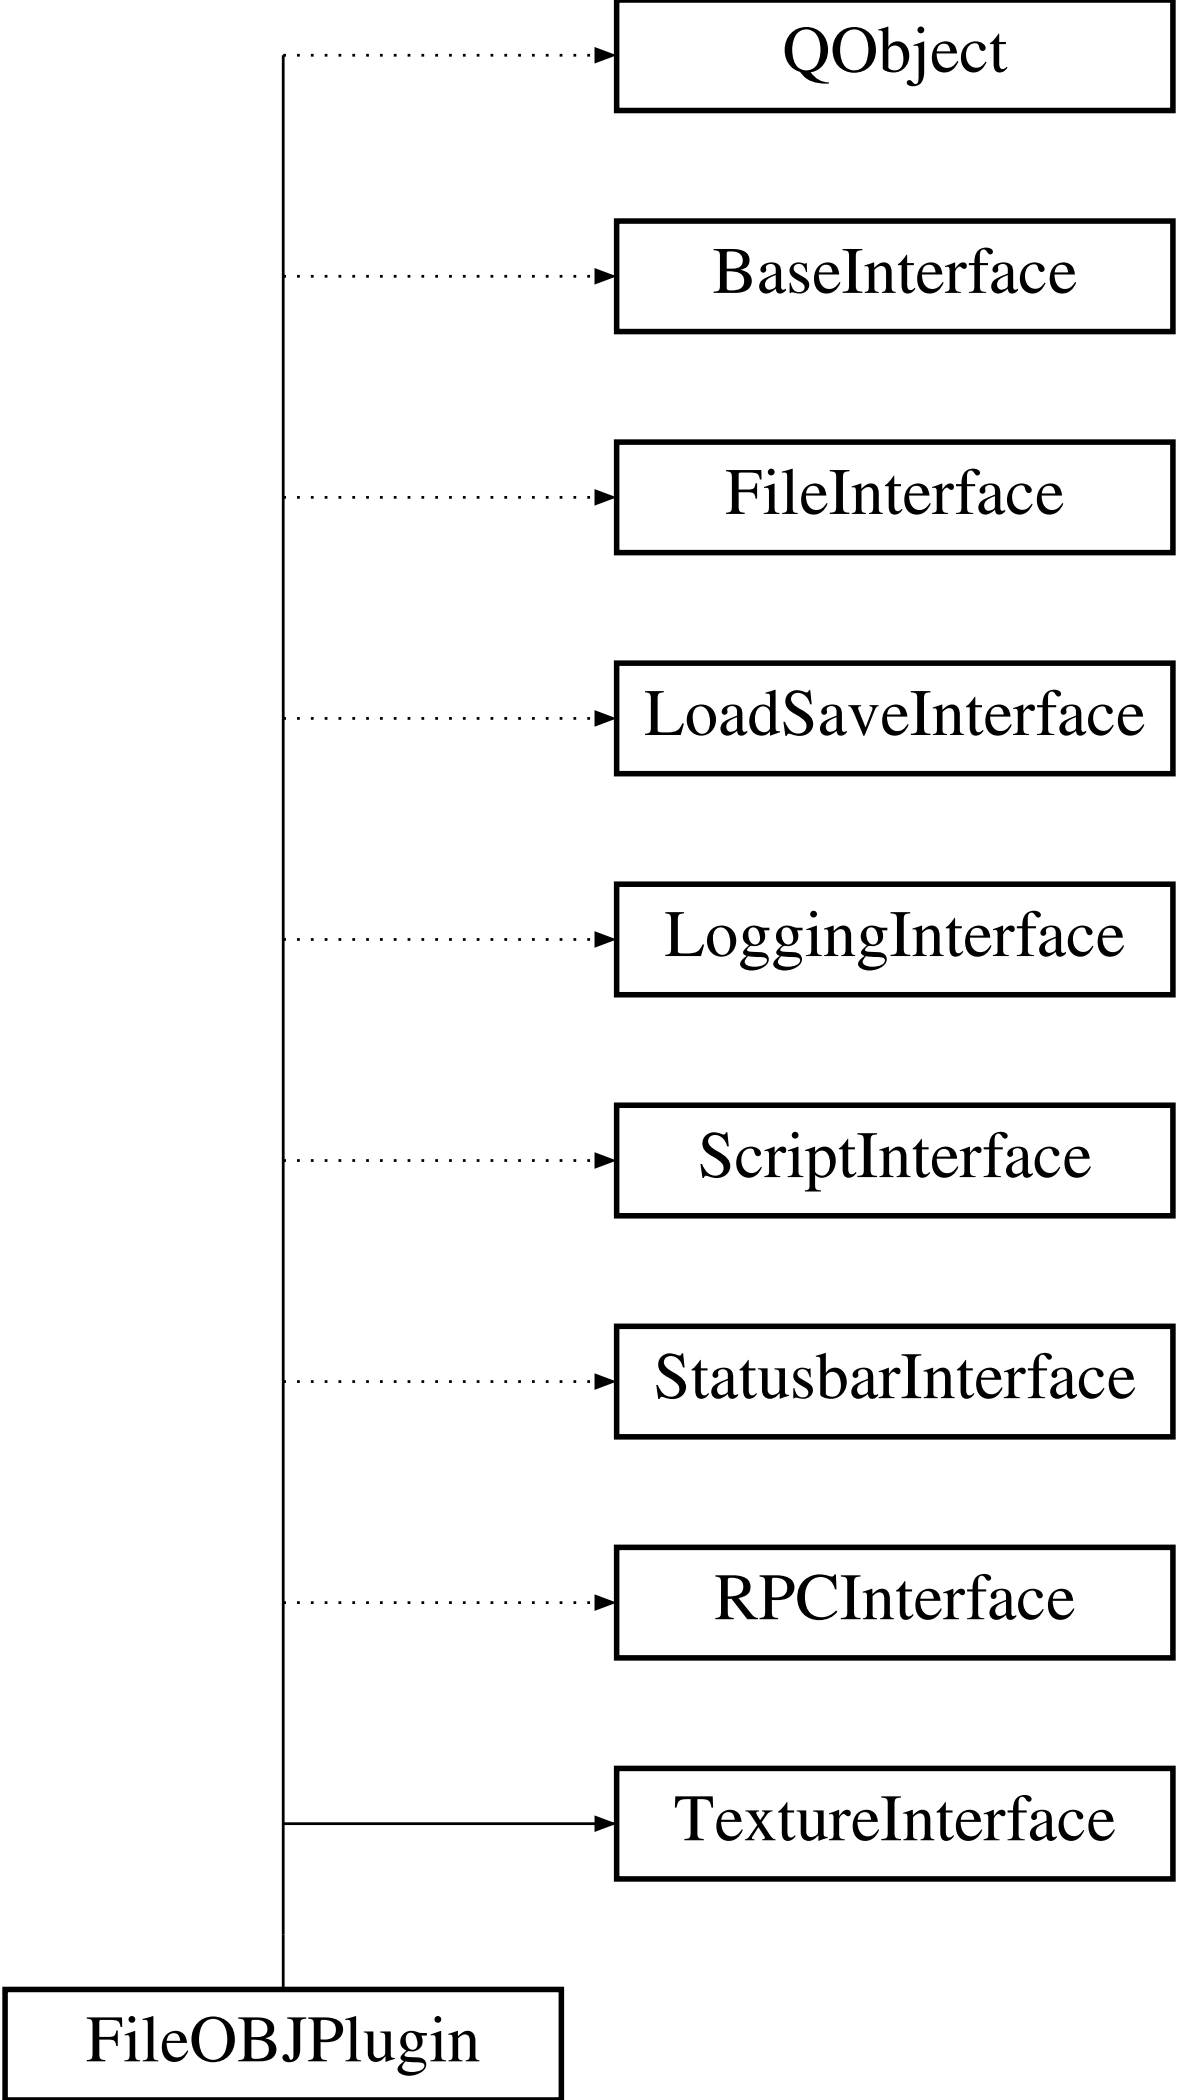 QObject
BaseInterface
FileInterface
LoadSaveInterface
LoggingInterface
ScriptInterface
StatusbarInterface
RPCInterface
TextureInterface
FileOBJPlugin